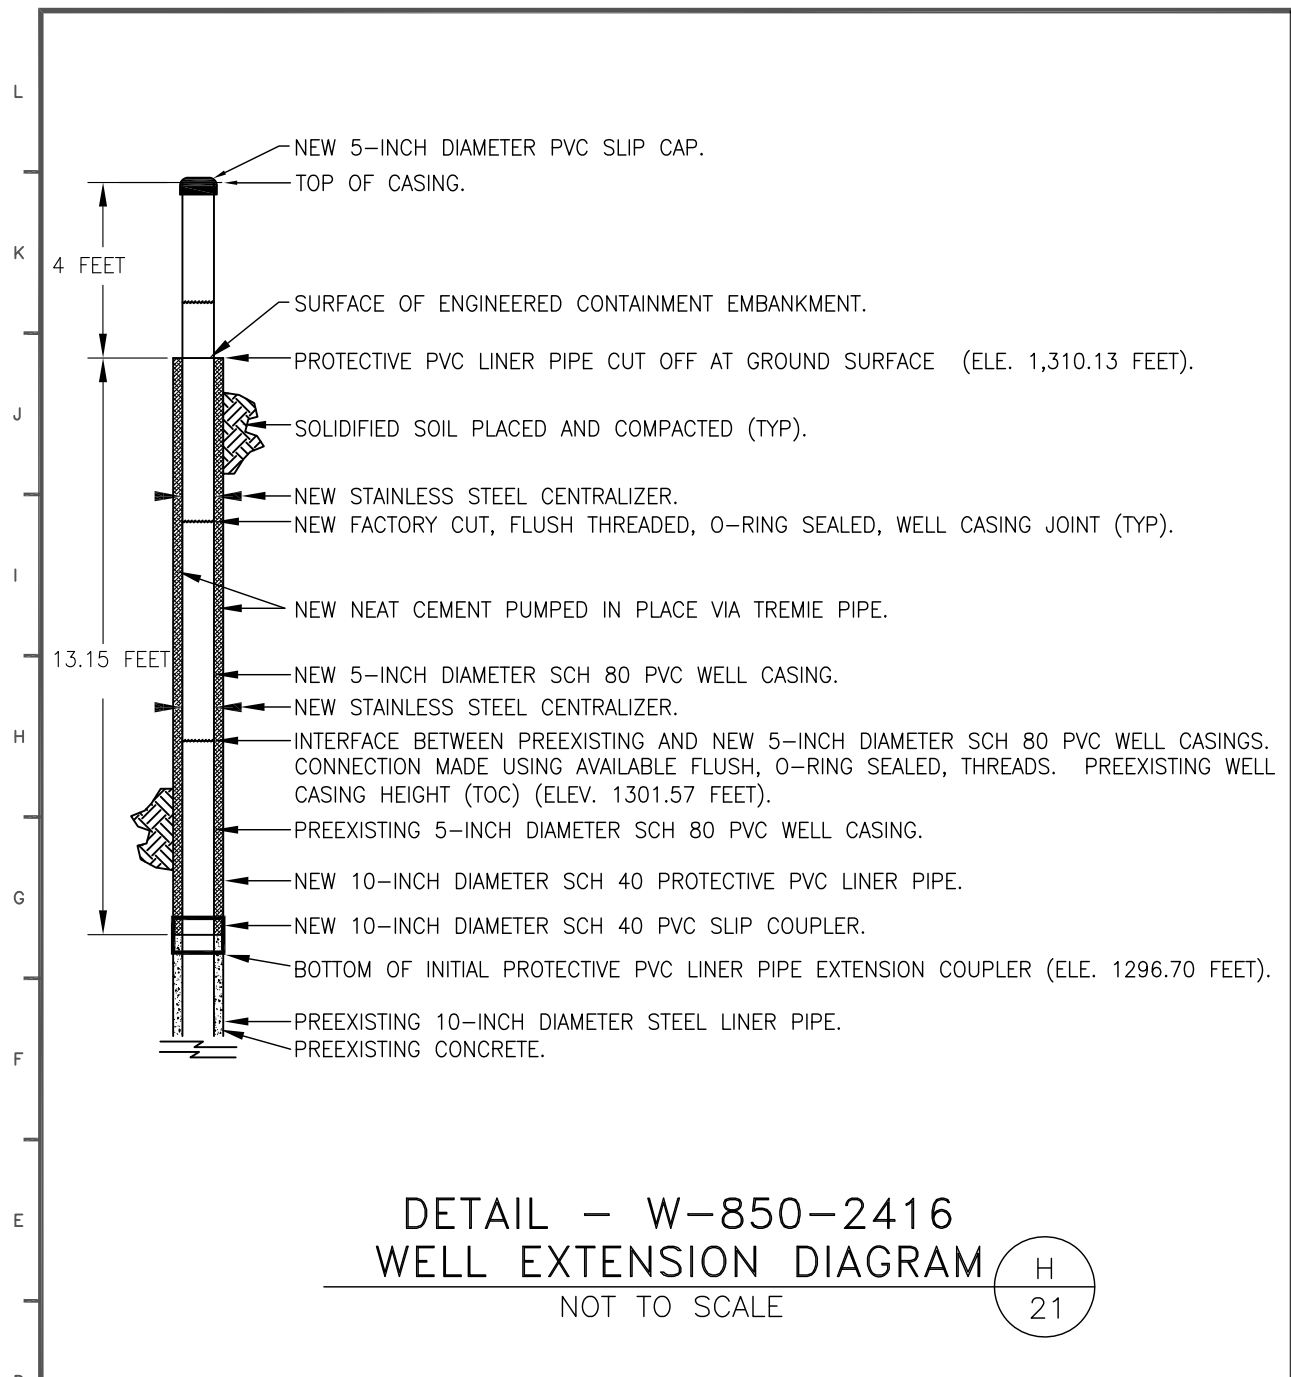 L
NEW 5-INCH DIAMETER PVC SLIP CAP.
TOP OF CASING.
K
4 FEET
SURFACE OF ENGINEERED CONTAINMENT EMBANKMENT.
PROTECTIVE PVC LINER PIPE CUT OFF AT GROUND SURFACE (ELE. 1,310.13 FEET).
J
SOLIDIFIED SOIL PLACED AND COMPACTED (TYP).
NEW STAINLESS STEEL CENTRALIZER.
NEW FACTORY CUT, FLUSH THREADED, O-RING SEALED, WELL CASING JOINT (TYP).
I
NEW NEAT CEMENT PUMPED IN PLACE VIA TREMIE PIPE.
13.15 FEET
NEW 5-INCH DIAMETER SCH 80 PVC WELL CASING.
NEW STAINLESS STEEL CENTRALIZER.
H
INTERFACE BETWEEN PREEXISTING AND NEW 5-INCH DIAMETER SCH 80 PVC WELL CASINGS.
CONNECTION MADE USING AVAILABLE FLUSH, O-RING SEALED, THREADS. PREEXISTING WELL
CASING HEIGHT (TOC) (ELEV. 1301.57 FEET).
PREEXISTING 5-INCH DIAMETER SCH 80 PVC WELL CASING.
NEW 10-INCH DIAMETER SCH 40 PROTECTIVE PVC LINER PIPE.
G
NEW 10-INCH DIAMETER SCH 40 PVC SLIP COUPLER.
BOTTOM OF INITIAL PROTECTIVE PVC LINER PIPE EXTENSION COUPLER (ELE. 1296.70 FEET).
PREEXISTING 10-INCH DIAMETER STEEL LINER PIPE.
PREEXISTING CONCRETE.
F
E
DETAIL - W-850-2416
WELL EXTENSION DIAGRAM
NOT TO SCALE
H
21